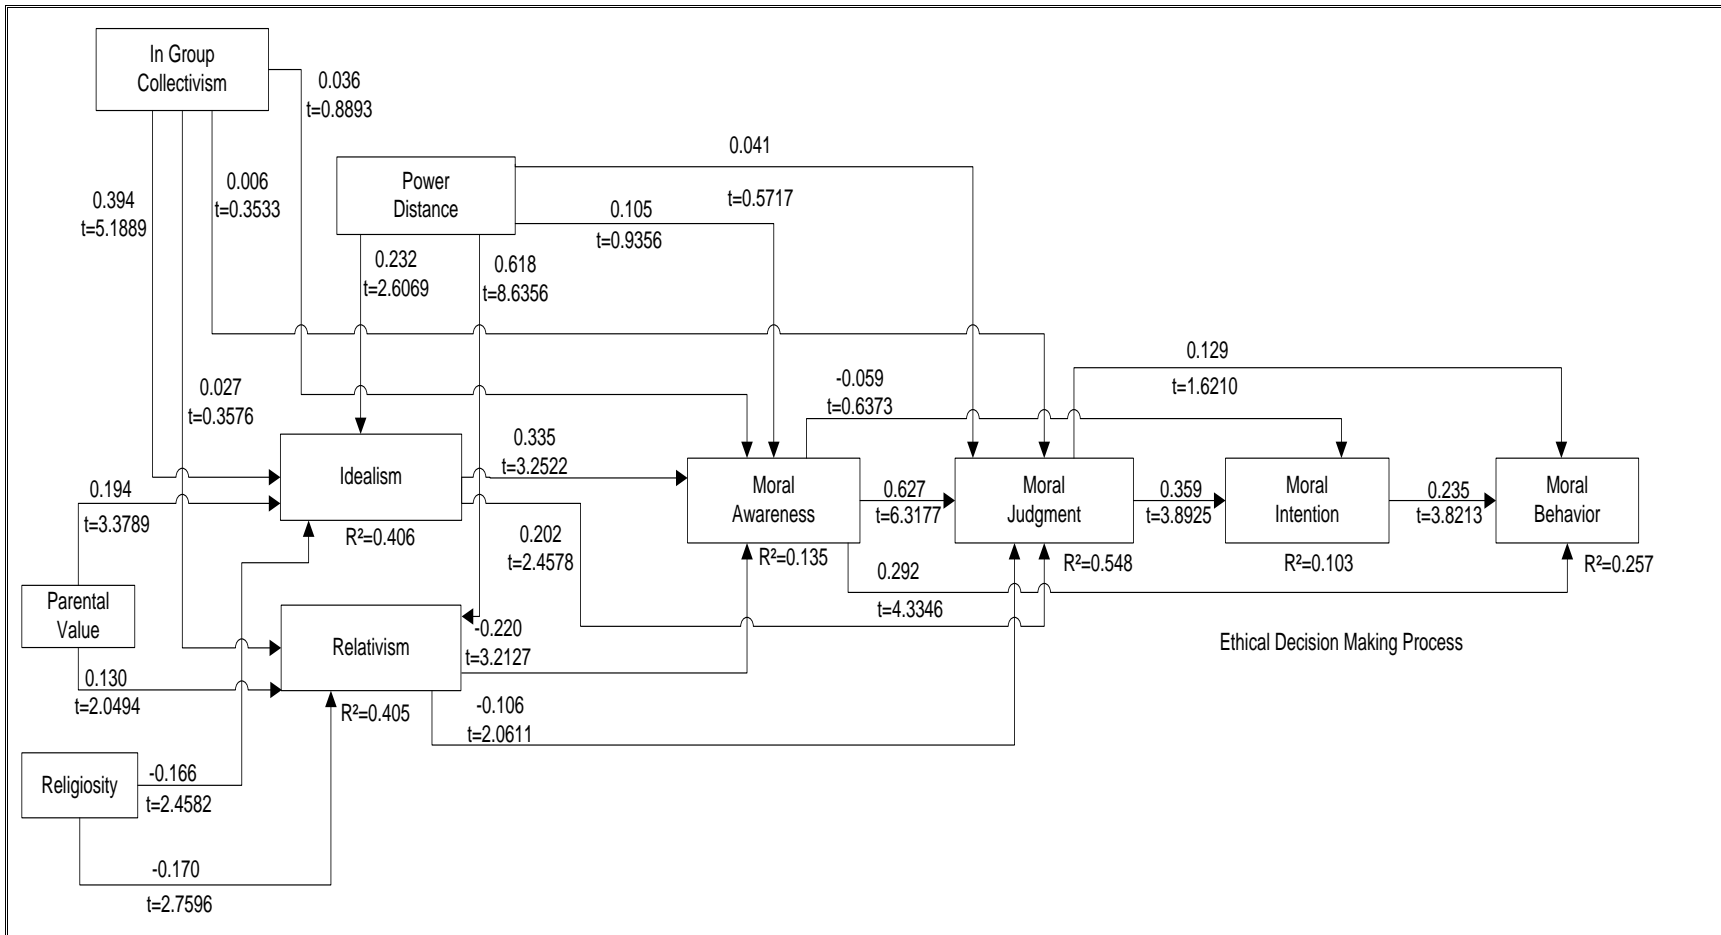 In Group
Collectivism
0.036
t=0.8893
0.041
Power
Distance
0.006
t=0.3533
0.394
t=5.1889
t=0.5717
0.105
t=0.9356
0.232
t=2.6069
0.618
t=8.6356
0.129
t=1.6210
-0.059
t=0.6373
0.027
t=0.3576
0.335
t=3.2522
Idealism
R²=0.406
0.194
t=3.3789
0.202
t=2.4578
Moral
Awareness
R²=0.135
0.627
t=6.3177
Moral
Judgment
R²=0.548
0.359
t=3.8925
Moral
Intention
R²=0.103
0.235
t=3.8213
Moral
Behavior
R²=0.257
0.292
t=4.3346
Parental
Value
Relativism
R²=0.405
-0.220
t=3.2127
Ethical Decision Making Process
0.130
t=2.0494
-0.106
t=2.0611
Religiosity
-0.166
t=2.4582
-0.170
t=2.7596